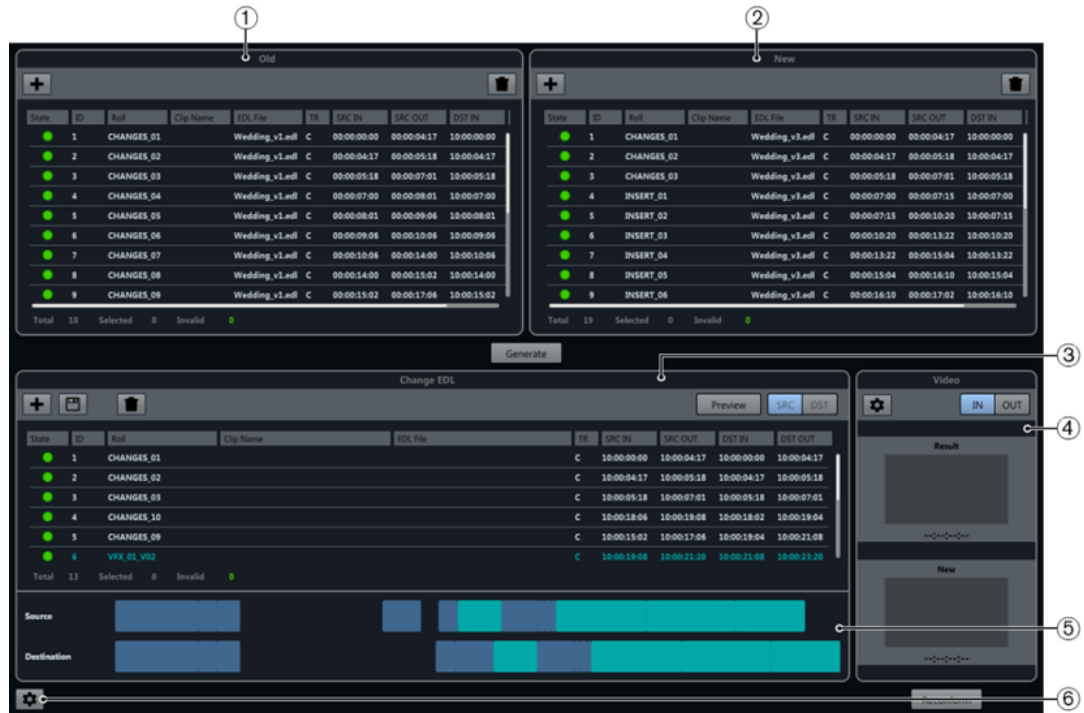 ① ②
Old New
State ID Roll Clip Name EDL File TR SRC IN SRC OUT DST IN
1 CHANGES_01 Wedding_v1.edl C 00:00:00:00 00:00:04:17 10:00:00:00
2 CHANGES_02 Wedding_v1.edl C 00:00:04:17 00:00:05:18 10:00:04:17
3 CHANGES_03 Wedding_v1.edl C 00:00:05:18 00:00:07:01 10:00:05:18
4 CHANGES_04 Wedding_v1.edl C 00:00:07:00 00:00:08:01 10:00:07:00
5 CHANGES_05 Wedding_v1.edl C 00:00:08:01 00:00:09:06 10:00:08:01
6 CHANGES_06 Wedding_v1.edl C 00:00:09:06 00:00:10:06 10:00:09:06
7 CHANGES_07 Wedding_v1.edl C 00:00:10:06 00:00:14:00 10:00:10:06
8 CHANGES_08 Wedding_v1.edl C 00:00:14:00 00:00:15:02 10:00:14:00
9 CHANGES_09 Wedding_v1.edl C 00:00:15:02 00:00:17:06 10:00:15:02
Total 18 Selected 0 Invalid 0
State ID Roll Clip Name EDL File TR SRC IN SRC OUT DST IN
1 CHANGES_01 Wedding_v3.edl C 00:00:00:00 00:00:04:17 10:00:00:00
2 CHANGES_02 Wedding_v3.edl C 00:00:04:17 00:00:05:18 10:00:04:17
3 CHANGES_03 Wedding_v3.edl C 00:00:05:18 00:00:07:01 10:00:05:18
4 INSERT_01 Wedding_v3.edl C 00:00:07:00 00:00:07:15 10:00:07:00
5 INSERT_02 Wedding_v3.edl C 00:00:07:15 00:00:10:20 10:00:07:15
6 INSERT_03 Wedding_v3.edl C 00:00:10:20 00:00:13:22 10:00:10:20
7 INSERT_04 Wedding_v3.edl C 00:00:13:22 00:00:15:04 10:00:13:22
8 INSERT_05 Wedding_v3.edl C 00:00:15:04 00:00:16:10 10:00:15:04
9 INSERT_06 Wedding_v3.edl C 00:00:16:10 00:00:17:02 10:00:16:10
Total 19 Selected 0 Invalid 0
Generate
③
Change EDL
Preview SRC DST
State ID Roll Clip Name EDL File TR SRC IN SRC OUT DST IN DST OUT
1 CHANGES_01 C 10:00:00:00 10:00:04:17 10:00:00:00 10:00:04:17
2 CHANGES_02 C 10:00:04:17 10:00:05:18 10:00:04:17 10:00:05:18
3 CHANGES_03 C 10:00:05:18 10:00:07:01 10:00:05:18 10:00:07:01
4 CHANGES_10 C 10:00:18:06 10:00:19:08 10:00:18:02 10:00:19:04
5 CHANGES_09 C 10:00:15:02 10:00:17:06 10:00:19:04 10:00:21:08
6 VFX_01_V02 C 10:00:19:08 10:00:21:20 10:00:21:08 10:00:23:20
Total 13 Selected 0 Invalid 0
Source
Destination
Video
IN OUT
④
Result
--:--:--:--
New
--:--:--:--
⑤
Reconform
⑥